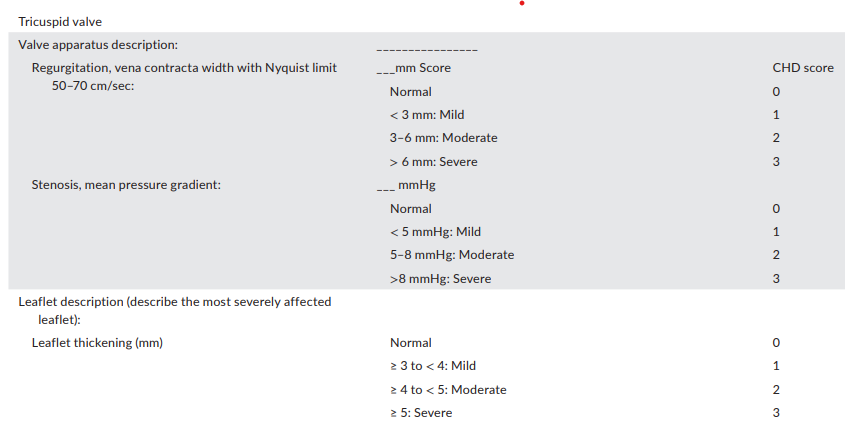 Tricuspid valve
Valve apparatus description: ________________
Regurgitation, vena contracta width with Nyquist limit ___mm Score CHD score
50–70 cm/sec:
Normal 0
< 3 mm: Mild 1
3–6 mm: Moderate 2
> 6 mm: Severe 3
Stenosis, mean pressure gradient: ___ mmHg
Normal 0
< 5 mmHg: Mild 1
5–8 mmHg: Moderate 2
>8 mmHg: Severe 3
Leaflet description (describe the most severely affected
leaflet):
Leaflet thickening (mm) Normal 0
≥ 3 to < 4: Mild 1
≥ 4 to < 5: Moderate 2
≥ 5: Severe 3